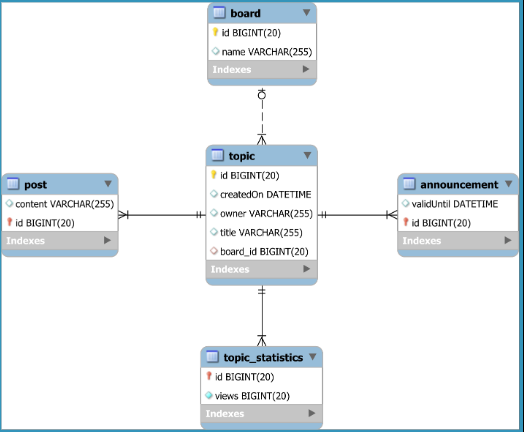 board
id BIGINT(20)
name VARCHAR(255)
Indexes
topic
id BIGINT(20)
createdOn DATETIME
owner VARCHAR(255)
title VARCHAR(255)
board_id BIGINT(20)
Indexes
post
content VARCHAR(255)
id BIGINT(20)
Indexes
announcement
validUntil DATETIME
id BIGINT(20)
Indexes
topic_statistics
id BIGINT(20)
views BIGINT(20)
Indexes